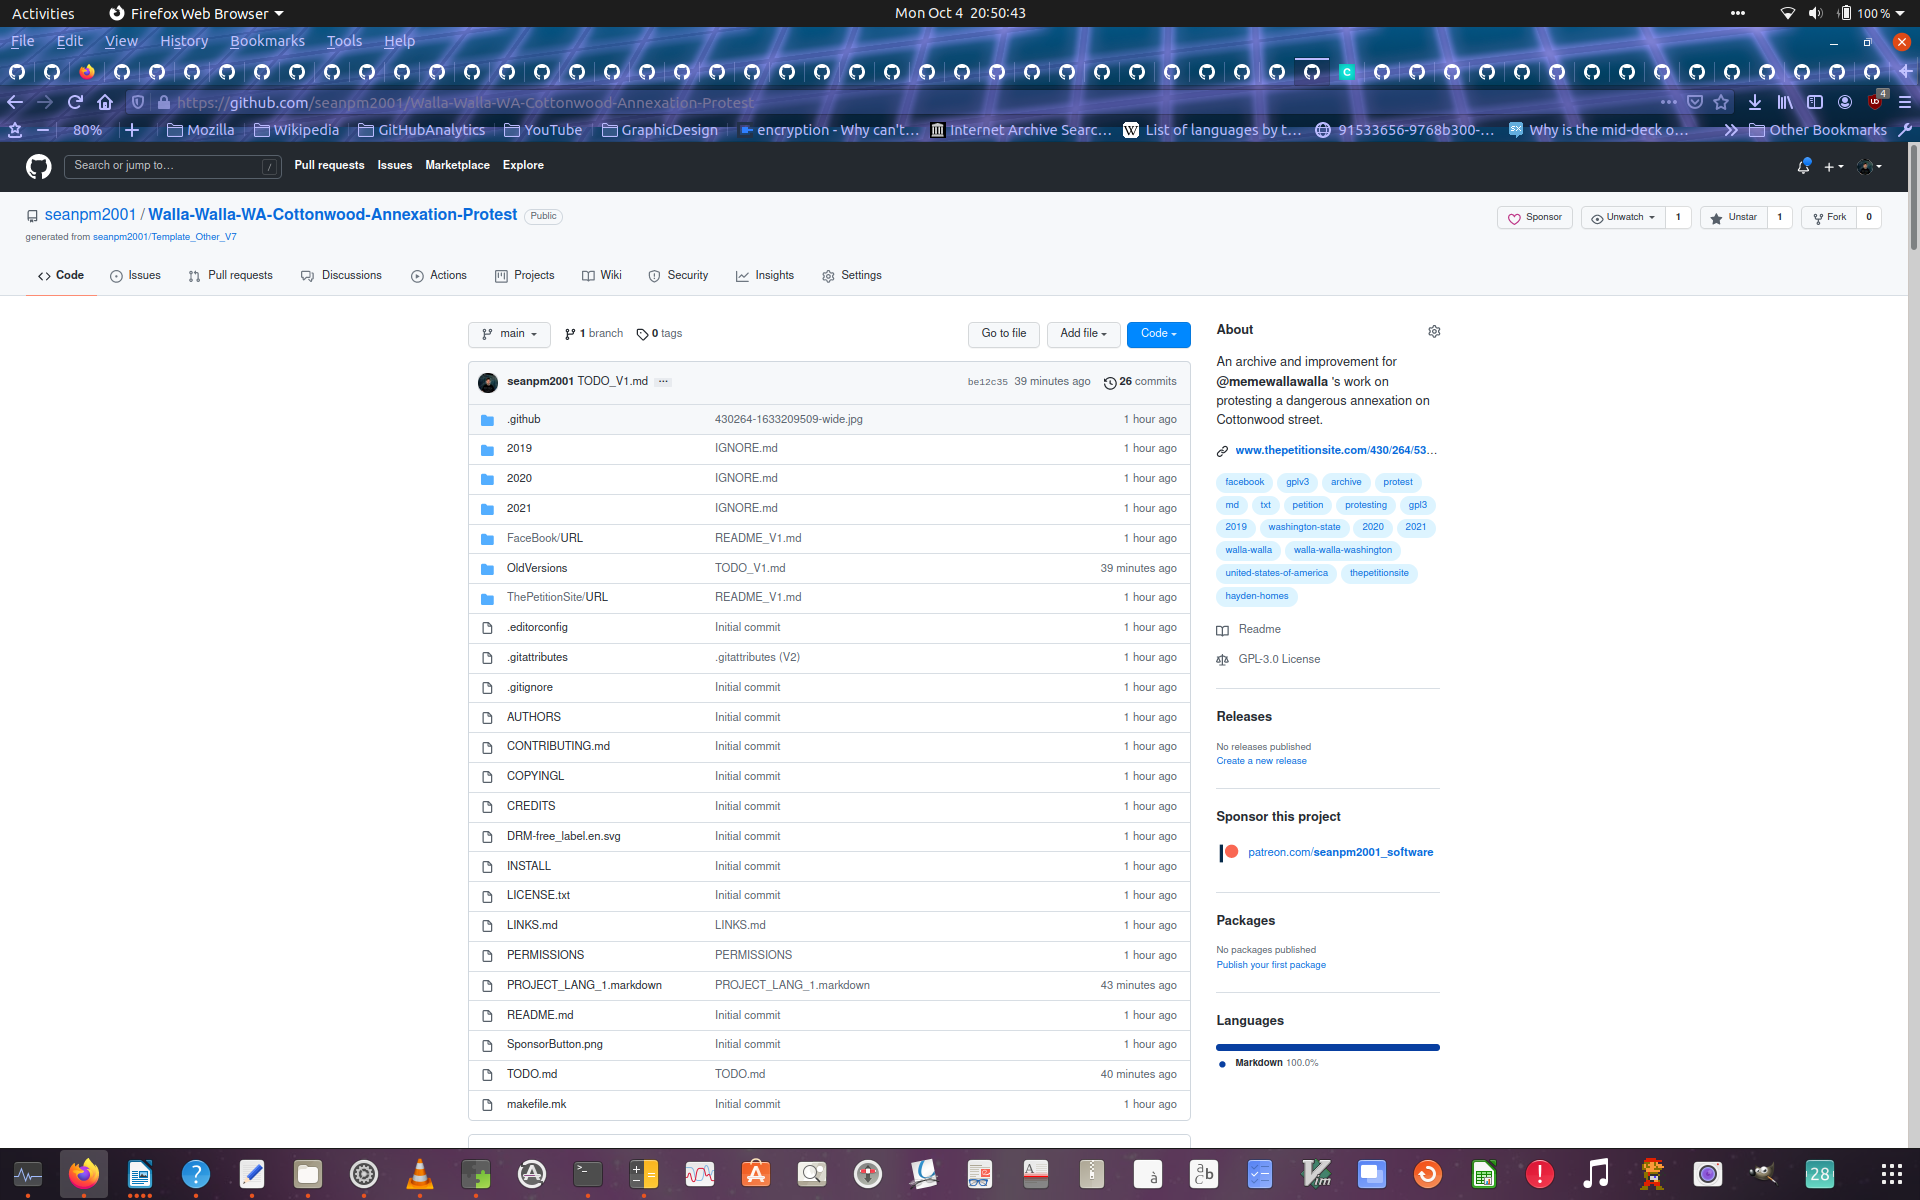 Activities Firefox Web Browser Mon Oct 4 20:50:43 100 %
File Edit View History Bookmarks Tools Help
https://github.com/seanpm2001/Walla-Walla-WA-Cottonwood-Annexation-Protest 4
80% Mozilla Wikipedia GitHubAnalytics YouTube GraphicDesign encryption - Why can't… Internet Archive Searc… List of languages by t… 91533656-9768b300-… Why is the mid-deck o… Other Bookmarks
Search or jump to… / Pull requests Issues Marketplace Explore
seanpm2001 / Walla-Walla-WA-Cottonwood-Annexation-Protest Public Sponsor Unwatch 1 Unstar 1 Fork 0
generated from seanpm2001/Template_Other_V7
Code Issues Pull requests Discussions Actions Projects Wiki Security Insights Settings
main 1 branch 0 tags Go to file Add file Code
seanpm2001 TODO_V1.md ... be12c35 39 minutes ago 26 commits
.github 430264-1633209509-wide.jpg 1 hour ago
2019 IGNORE.md 1 hour ago
2020 IGNORE.md 1 hour ago
2021 IGNORE.md 1 hour ago
FaceBook/URL README_V1.md 1 hour ago
OldVersions TODO_V1.md 39 minutes ago
ThePetitionSite/URL README_V1.md 1 hour ago
.editorconfig Initial commit 1 hour ago
.gitattributes .gitattributes (V2) 1 hour ago
.gitignore Initial commit 1 hour ago
AUTHORS Initial commit 1 hour ago
CONTRIBUTING.md Initial commit 1 hour ago
COPYINGL Initial commit 1 hour ago
CREDITS Initial commit 1 hour ago
DRM-free_label.en.svg Initial commit 1 hour ago
INSTALL Initial commit 1 hour ago
LICENSE.txt Initial commit 1 hour ago
LINKS.md LINKS.md 1 hour ago
PERMISSIONS PERMISSIONS 1 hour ago
PROJECT_LANG_1.markdown PROJECT_LANG_1.markdown 43 minutes ago
README.md Initial commit 1 hour ago
SponsorButton.png Initial commit 1 hour ago
TODO.md TODO.md 40 minutes ago
makefile.mk Initial commit 1 hour ago
About
An archive and improvement for
@memewallawalla 's work on
protesting a dangerous annexation on
Cottonwood street.
www.thepetitionsite.com/430/264/53…
facebook gplv3 archive protest
md txt petition protesting gpl3
2019 washington-state 2020 2021
walla-walla walla-walla-washington
united-states-of-america thepetitionsite
hayden-homes
Readme
GPL-3.0 License
Releases
No releases published
Create a new release
Sponsor this project
patreon.com/seanpm2001_software
Packages
No packages published
Publish your first package
Languages
Markdown 100.0%
28